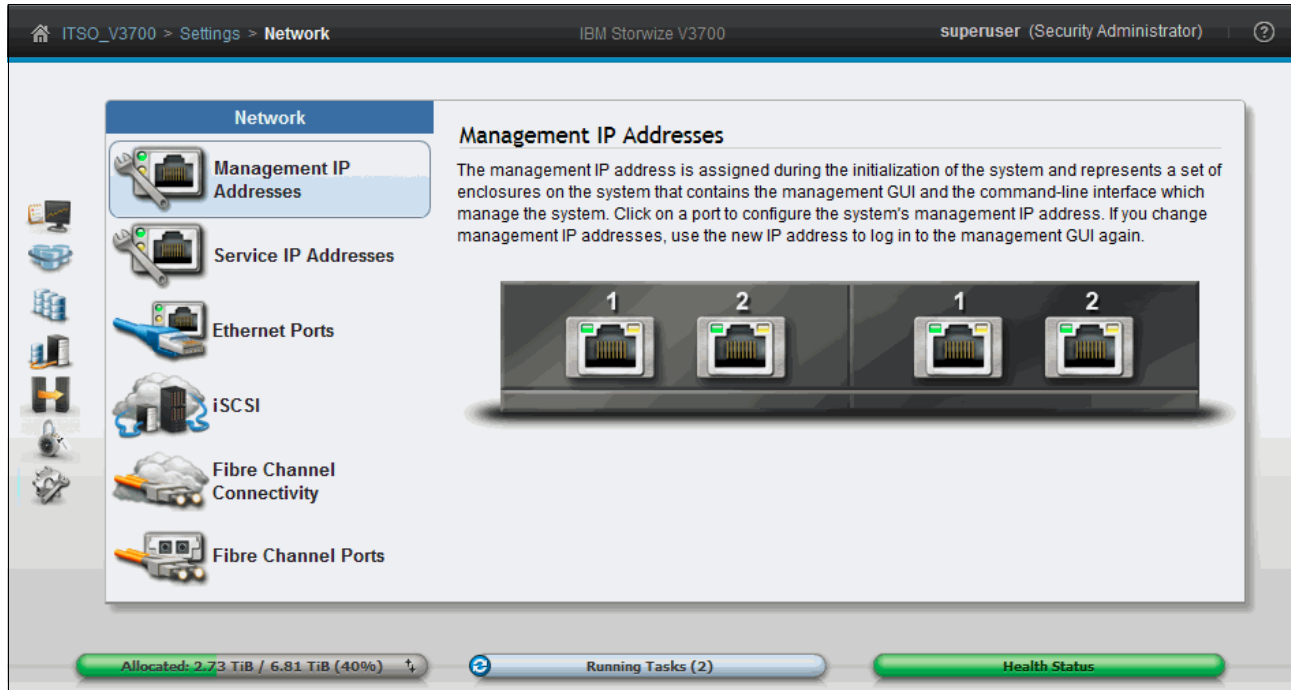 ITSO_V3700 > Settings > Network
IBM Storwize V3700
superuser (Security Administrator)
?
Network
Management IP
Addresses
Service IP Addresses
Ethernet Ports
iSCSI
Fibre Channel
Connectivity
Fibre Channel Ports
Management IP Addresses
The management IP address is assigned during the initialization of the system and represents a set of
enclosures on the system that contains the management GUI and the command-line interface which
manage the system. Click on a port to configure the system's management IP address. If you change
management IP addresses, use the new IP address to log in to the management GUI again.
1 2 1 2
Allocated: 2.73 TiB / 6.81 TiB (40%)
Running Tasks (2)
Health Status